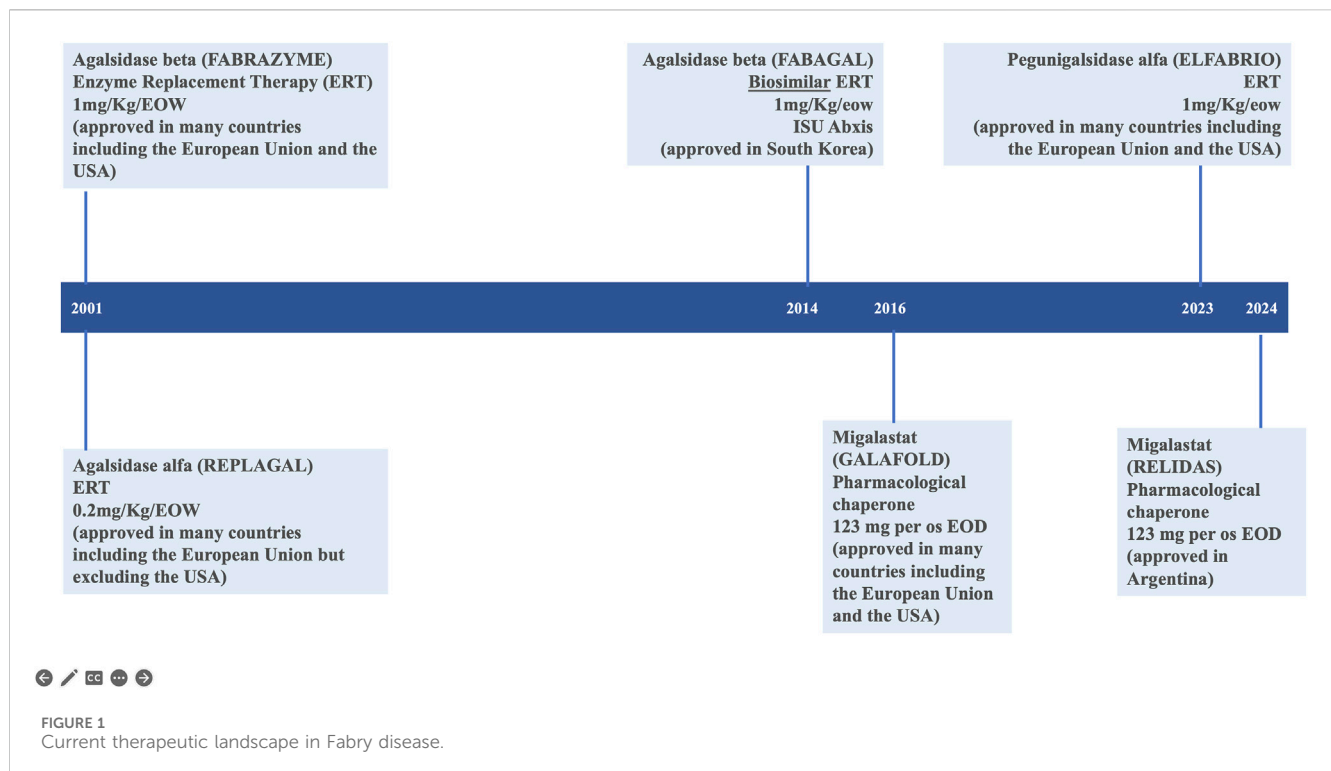 Agalsidase beta (FABRAZYME)
Enzyme Replacement Therapy (ERT)
1mg/Kg/EOW
(approved in many countries
including the European Union and the
USA)
Agalsidase beta (FABAGAL)
Biosimilar ERT
1mg/Kg/eow
ISU Abxis
(approved in South Korea)
Pegunigalsidase alfa (ELFABRIO)
ERT
1mg/Kg/eow
(approved in many countries including
the European Union and the USA)
2001
2014
2016
2023
2024
Agalsidase alfa (REPLAGAL)
ERT
0.2mg/Kg/EOW
(approved in many countries
including the European Union but
excluding the USA)
Migalastat
(GALAFOLD)
Pharmacological
chaperone
123 mg per os EOD
(approved in many
countries including
the European Union
and the USA)
Migalastat
(RELIDAS)
Pharmacological
chaperone
123 mg per os EOD
(approved in
Argentina)
CC
FIGURE 1
Current therapeutic landscape in Fabry disease.